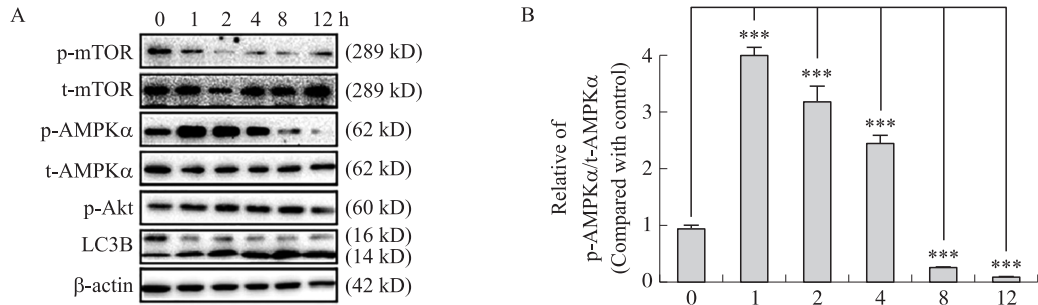 A
0 1 2 4 8 12 h
p-mTOR (289 kD)
t-mTOR (289 kD)
p-AMPKα (62 kD)
t-AMPKα (62 kD)
p-Akt (60 kD)
LC3B (16 kD)
(14 kD)
β-actin (42 kD)
B
Relative of
p-AMPKα/t-AMPKα
(Compared with control)
4
3
2
1
0
***
***
***
***
***
0 1 2 4 8 12